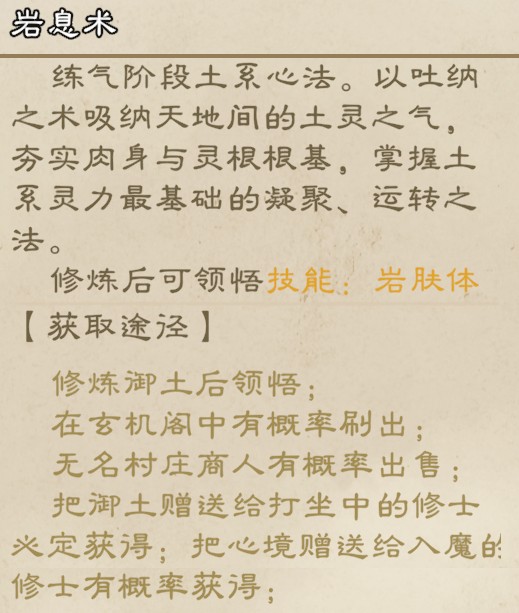 岩息术
练气阶段土系心法。以吐纳
之术吸纳天地间的土灵之气，
夯实肉身与灵根根基，掌握土
系灵力最基础的凝聚、运转之
法。
修炼后可领悟技能：岩肤体
【获取途径】
修炼御土后领悟；
在玄机阁中有概率刷出；
无名村庄商人有概率出售；
把御土赠送给打坐中的修士
必定获得；把心境赠送给入魔的
修士有概率获得；